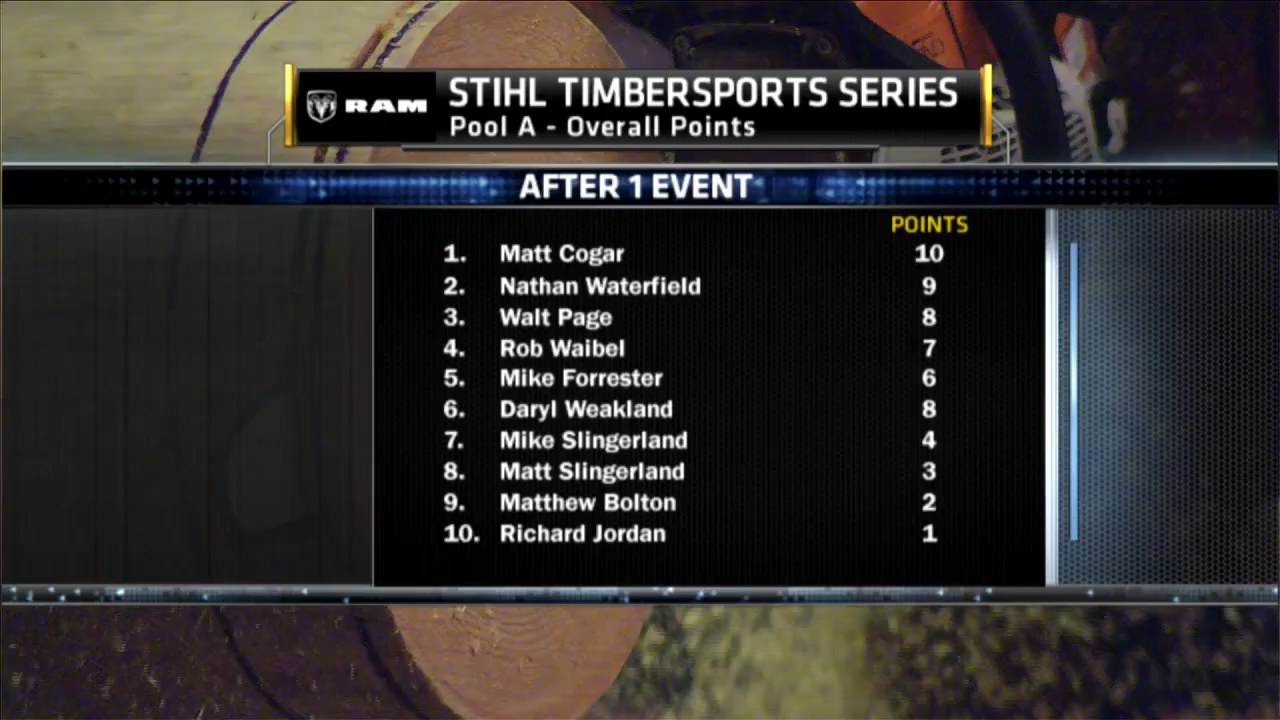 RAM
STIHL TIMBERSPORTS SERIES
Pool A - Overall Points
AFTER 1 EVENT
POINTS
1. Matt Cogar 10
2. Nathan Waterfield 9
3. Walt Page 8
4. Rob Waibel 7
5. Mike Forrester 6
6. Daryl Weakland 8
7. Mike Slingerland 4
8. Matt Slingerland 3
9. Matthew Bolton 2
10. Richard Jordan 1